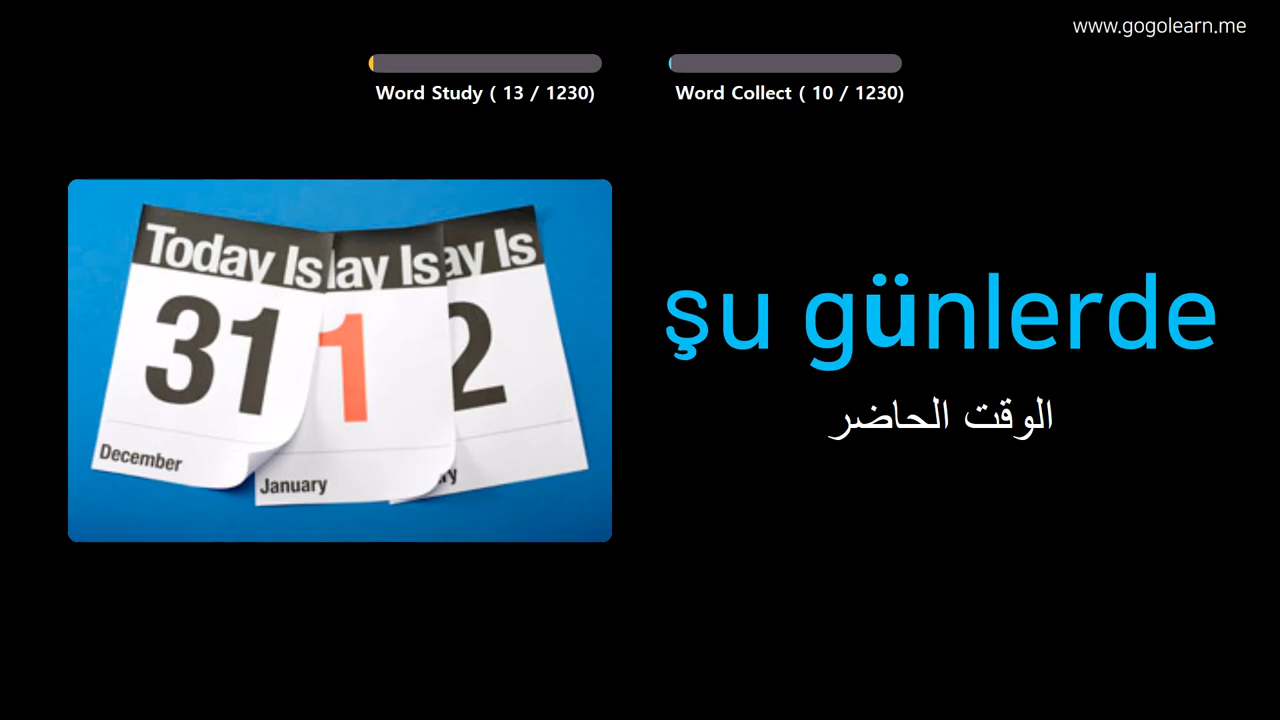 www.gogolearn.me
Word Study ( 13 / 1230)
Word Collect ( 10 / 1230)
Today Is
ay Is
ay Is
31
1
2
December
January
ry
şu günlerde
الوقت الحاضر